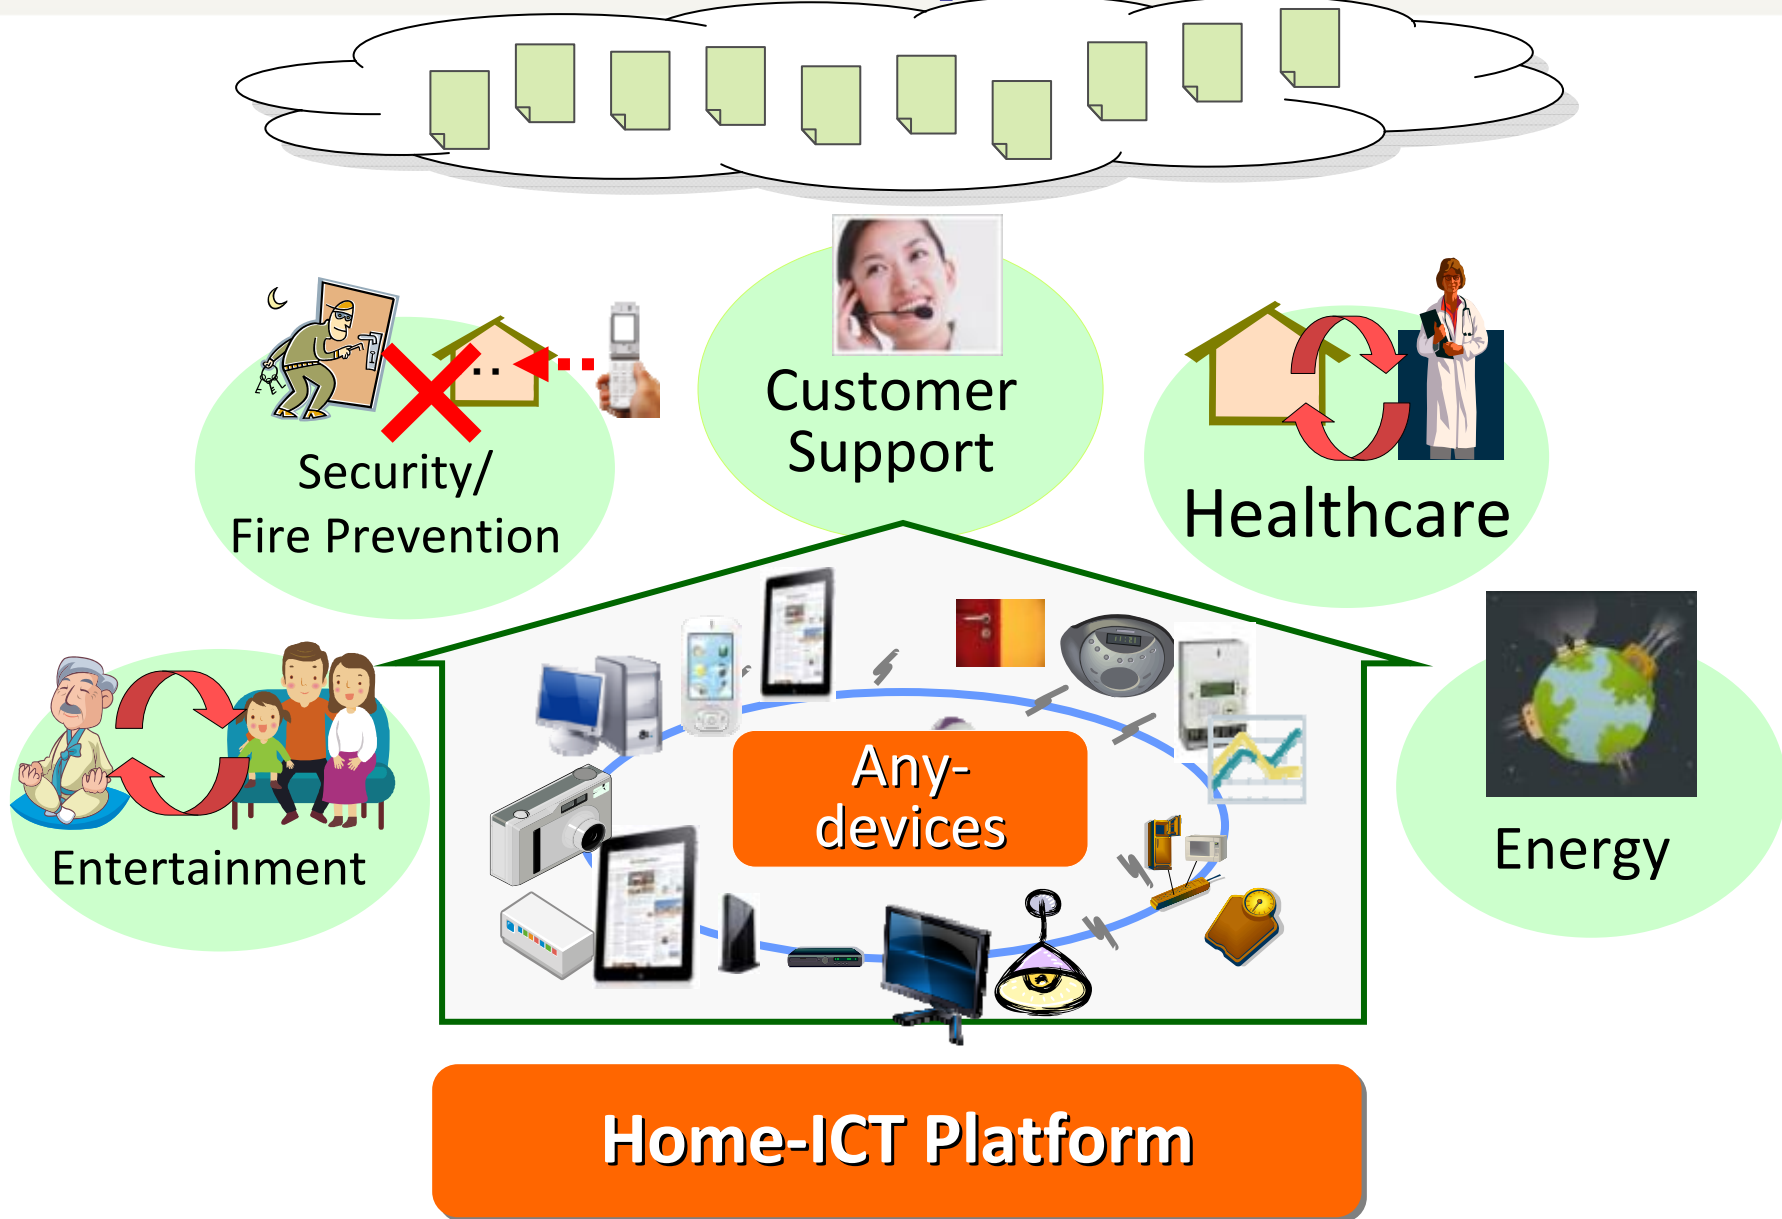 Customer
Support
Security/
Fire Prevention
Healthcare
Entertainment
Any-
devices
Energy
Home-ICT Platform